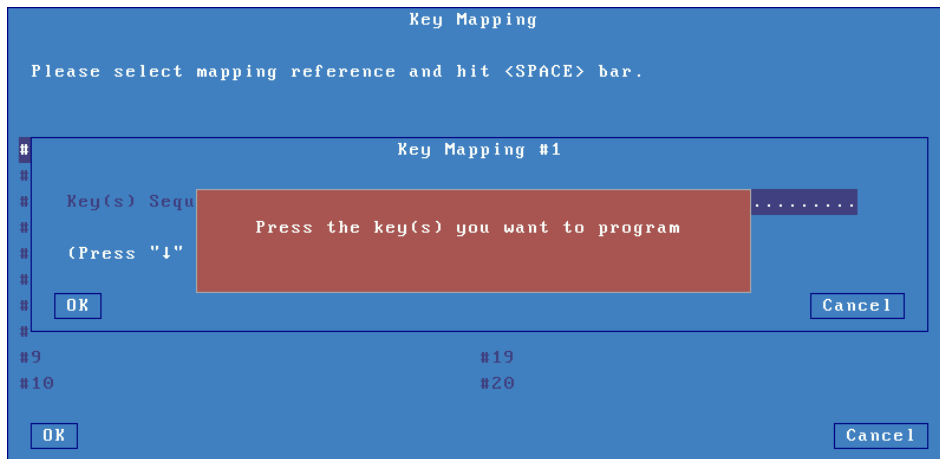 Key Mapping
Please select mapping reference and hit <SPACE> bar.
# Key Mapping #1
#
# Key(s) Sequ .........
# Press the key(s) you want to program
# (Press "↓"
#
# OK Cancel
#
#9 #19
#10 #20
OK Cancel